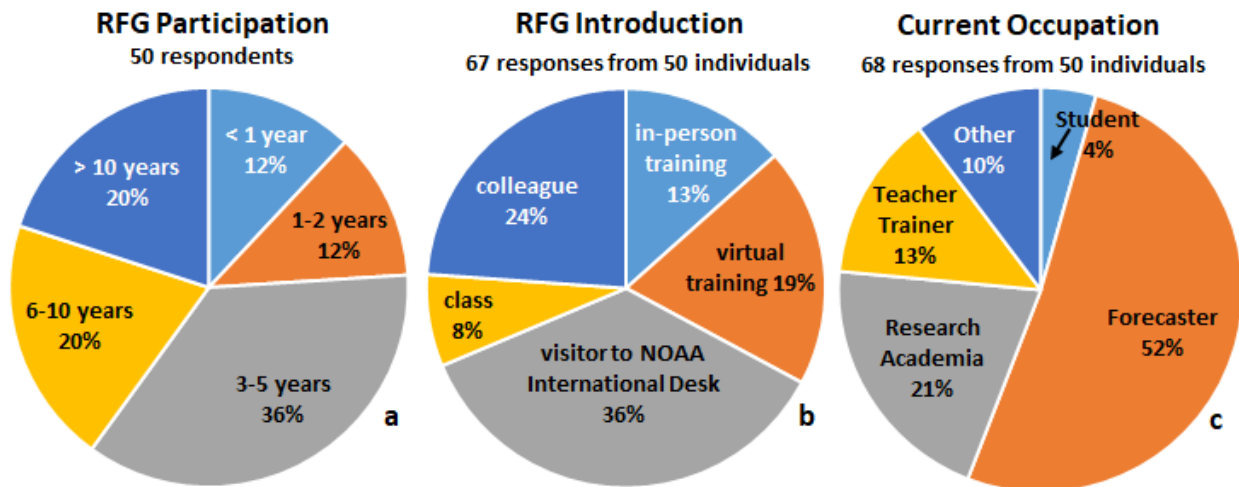 RFG Participation
50 respondents
< 1 year
12%
1-2 years
12%
3-5 years
36%
6-10 years
20%
> 10 years
20%
a
RFG Introduction
67 responses from 50 individuals
in-person
training
13%
virtual
training 19%
visitor to NOAA
International Desk
36%
class
8%
colleague
24%
b
Current Occupation
68 responses from 50 individuals
Student
4%
Forecaster
52%
Research
Academia
21%
Teacher
Trainer
13%
Other
10%
c